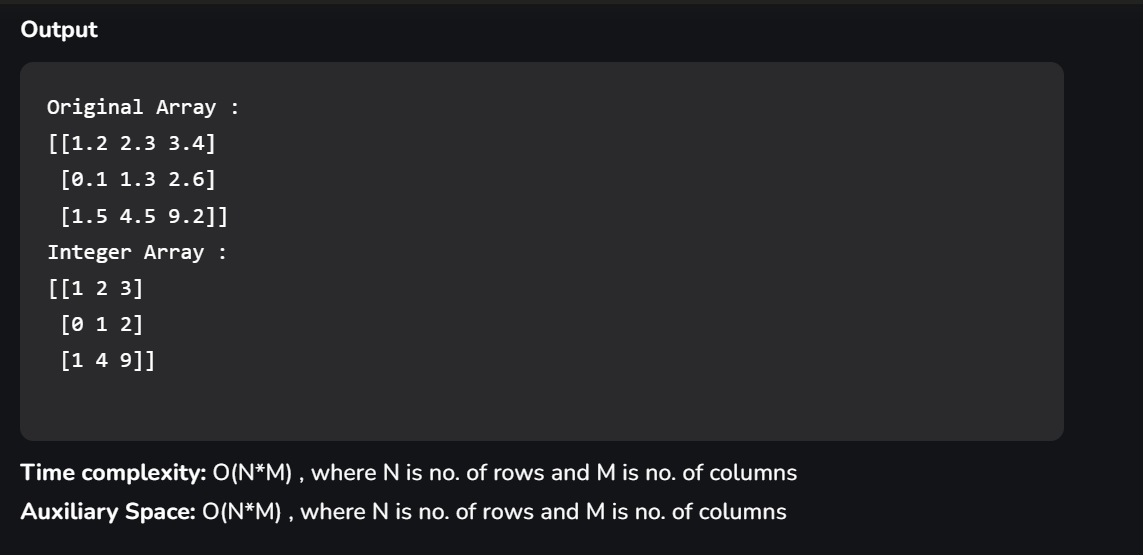 Output
Original Array :
[[1.2 2.3 3.4]
 [0.1 1.3 2.6]
 [1.5 4.5 9.2]]
Integer Array :
[[1 2 3]
 [0 1 2]
 [1 4 9]]
Time complexity: O(N*M) , where N is no. of rows and M is no. of columns
Auxiliary Space: O(N*M) , where N is no. of rows and M is no. of columns